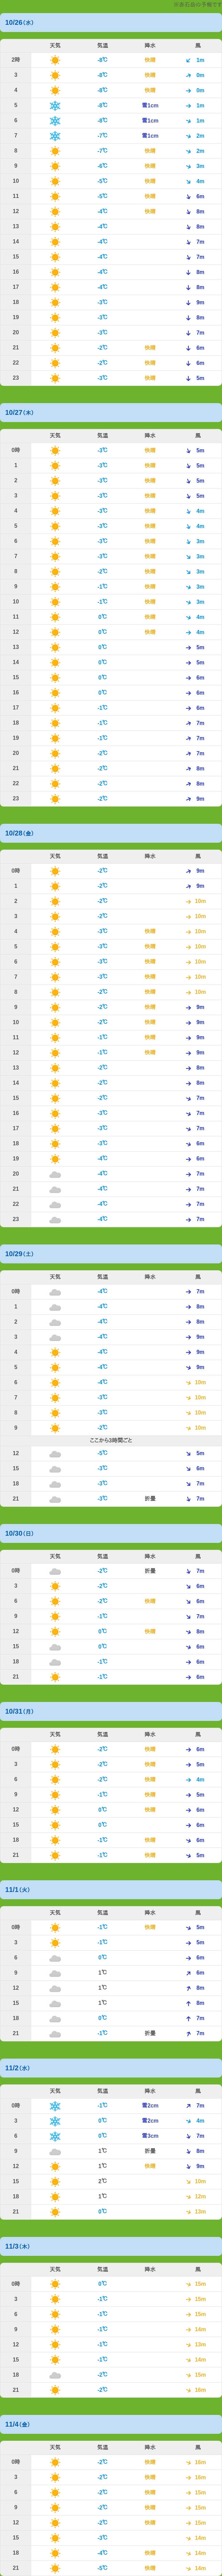 ※各花田の予報です
10/26(水)
天気 気温 降水 風
2時 -8℃ 快晴 1m
3 -8℃ 快晴 0m
4 -8℃ 快晴 0m
5 -8℃ 雪1cm 1m
6 -8℃ 雪1cm 1m
7 -7℃ 雪1cm 2m
8 -7℃ 快晴 2m
9 -6℃ 快晴 3m
10 -5℃ 快晴 4m
11 -5℃ 快晴 6m
12 -4℃ 快晴 8m
13 -4℃ 8m
14 -4℃ 7m
15 -4℃ 7m
16 -4℃ 8m
17 -4℃ 8m
18 -3℃ 9m
19 -3℃ 8m
20 -3℃ 7m
21 -2℃ 快晴 6m
22 -2℃ 快晴 6m
23 -2℃ 快晴 5m
10/27(木)
天気 気温 降水 風
0時 -3℃ 快晴 5m
1 -3℃ 快晴 5m
2 -3℃ 快晴 5m
3 -3℃ 快晴 5m
4 -3℃ 快晴 4m
5 -3℃ 快晴 4m
6 -3℃ 快晴 3m
7 -3℃ 快晴 3m
8 -2℃ 快晴 3m
9 -1℃ 快晴 3m
10 -1℃ 快晴 3m
11 0℃ 快晴 4m
12 0℃ 快晴 4m
13 0℃ 5m
14 0℃ 5m
15 0℃ 6m
16 0℃ 6m
17 -1℃ 6m
18 -1℃ 7m
19 -1℃ 7m
20 -2℃ 7m
21 -2℃ 8m
22 -2℃ 8m
23 -2℃ 9m
10/28(金)
天気 気温 降水 風
0時 -2℃ 9m
1 -2℃ 9m
2 -2℃ 10m
3 -2℃ 10m
4 -3℃ 快晴 10m
5 -3℃ 快晴 10m
6 -3℃ 快晴 10m
7 -3℃ 快晴 10m
8 -2℃ 快晴 10m
9 -2℃ 快晴 9m
10 -2℃ 快晴 9m
11 -1℃ 快晴 9m
12 -1℃ 快晴 9m
13 -2℃ 8m
14 -2℃ 8m
15 -2℃ 7m
16 -3℃ 7m
17 -3℃ 7m
18 -3℃ 6m
19 -4℃ 6m
20 -4℃ 7m
21 -4℃ 7m
22 -4℃ 7m
23 -4℃ 7m
10/29(土)
天気 気温 降水 風
0時 -4℃ 7m
1 -4℃ 8m
2 -4℃ 8m
3 -4℃ 9m
4 -4℃ 9m
5 -4℃ 9m
6 -4℃ 10m
7 -3℃ 10m
8 -3℃ 10m
9 -2℃ 10m
ここから3時間ごと
12 -5℃ 5m
15 -3℃ 6m
18 -3℃ 7m
21 -3℃ 折曇 7m
10/30(日)
天気 気温 降水 風
0時 -2℃ 折曇 7m
3 -2℃ 6m
6 -2℃ 快晴 6m
9 -1℃ 7m
12 0℃ 快晴 8m
15 0℃ 6m
18 -1℃ 6m
21 -1℃ 6m
10/31(月)
天気 気温 降水 風
0時 -2℃ 快晴 6m
3 -2℃ 快晴 5m
6 -2℃ 快晴 4m
9 -1℃ 快晴 5m
12 0℃ 快晴 6m
15 0℃ 6m
18 -1℃ 快晴 6m
21 -1℃ 快晴 5m
11/1(火)
天気 気温 降水 風
0時 -1℃ 快晴 5m
3 -1℃ 5m
6 0℃ 6m
9 1℃ 6m
12 1℃ 8m
15 1℃ 8m
18 0℃ 7m
21 -1℃ 折曇 7m
11/2(水)
天気 気温 降水 風
0時 -1℃ 雪2cm 7m
3 0℃ 雪2cm 4m
6 0℃ 雪3cm 7m
9 1℃ 折曇 8m
12 1℃ 快晴 9m
15 2℃ 10m
18 1℃ 12m
21 0℃ 13m
11/3(木)
天気 気温 降水 風
0時 0℃ 15m
3 -1℃ 15m
6 -1℃ 15m
9 -1℃ 14m
12 -1℃ 13m
15 -1℃ 14m
18 -2℃ 15m
21 -2℃ 16m
11/4(金)
天気 気温 降水 風
0時 -2℃ 快晴 16m
3 -2℃ 快晴 16m
6 -2℃ 快晴 15m
9 -2℃ 快晴 15m
12 -2℃ 快晴 15m
15 -3℃ 14m
18 -4℃ 快晴 14m
21 -5℃ 快晴 14m